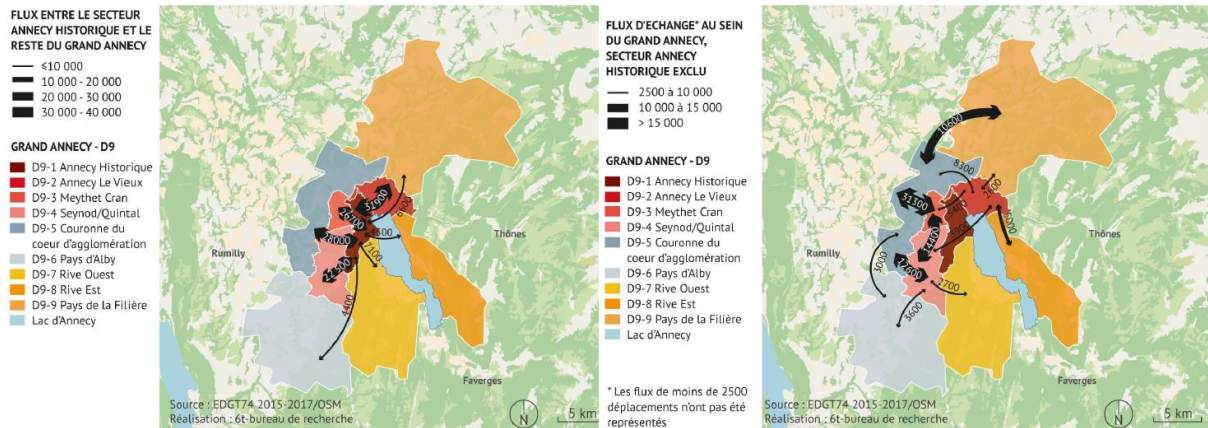 FLUX ENTRE LE SECTEUR
ANNECY HISTORIQUE ET LE
RESTE DU GRAND ANNECY
≤10 000
10 000 - 20 000
20 000 - 30 000
30 000 - 40 000
GRAND ANNECY - D9
D9-1 Annecy Historique
D9-2 Annecy Le Vieux
D9-3 Meythet Cran
D9-4 Seynod/Quintal
D9-5 Couronne du
coeur d'agglomération
D9-6 Pays d'Alby
D9-7 Rive Ouest
D9-8 Rive Est
D9-9 Pays de la Filière
Lac d'Annecy
31900
26700
28000
22300
7100
4400
Rumilly
Thônes
Faverges
Source : EDGT74 2015-2017/OSM
Réalisation : 6t-bureau de recherche
N
5 km
FLUX D'ECHANGE* AU SEIN
DU GRAND ANNECY,
SECTEUR ANNECY
HISTORIQUE EXCLU
2500 à 10 000
10 000 à 15 000
> 15 000
GRAND ANNECY - D9
D9-1 Annecy Historique
D9-2 Annecy Le Vieux
D9-3 Meythet Cran
D9-4 Seynod/Quintal
D9-5 Couronne du
coeur d'agglomération
D9-6 Pays d'Alby
D9-7 Rive Ouest
D9-8 Rive Est
D9-9 Pays de la Filière
Lac d'Annecy
* Les flux de moins de 2500
déplacements n'ont pas été
représentés
10600
8300
31300
14400
12600
3000
3600
2700
Rumilly
Thônes
Faverges
Source : EDGT74 2015-2017/OSM
Réalisation : 6t-bureau de recherche
N
5 km